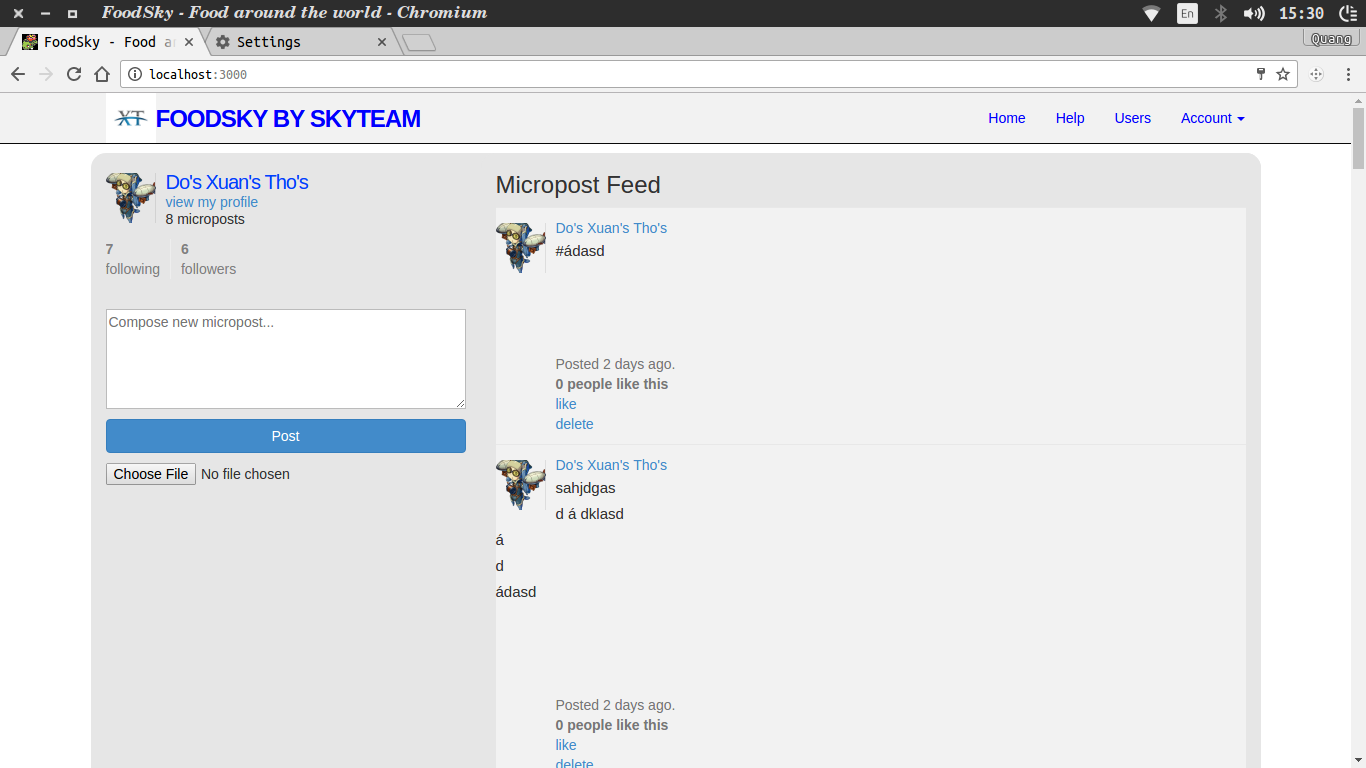 FoodSky - Food around the world - Chromium
En
15:30
FoodSky - Food a
Settings
Quang
localhost:3000
XT
FOODSKY BY SKYTEAM
Home
Help
Users
Account
Do's Xuan's Tho's
view my profile
8 microposts
7
following
6
followers
Compose new micropost...
Post
Choose File No file chosen
Micropost Feed
Do's Xuan's Tho's
#ádasd
Posted 2 days ago.
0 people like this
like
delete
Do's Xuan's Tho's
sahjdgas
d á dklasd
á
d
ádasd
Posted 2 days ago.
0 people like this
like
delete